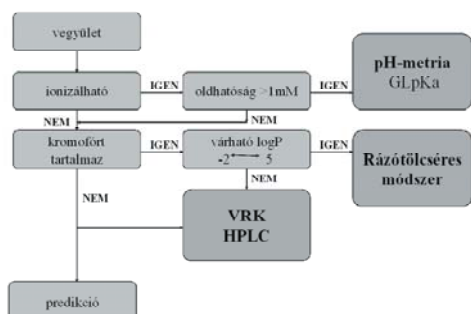 vegyület
ionizálható
IGEN
oldhatóság >1mM
IGEN
pH-metria
GLpKa
NEM
NEM
kromofórt
tartalmaz
IGEN
várható logP
-2 5
IGEN
Rázótölcséres
módszer
NEM
NEM
VRK
HPLC
predikció